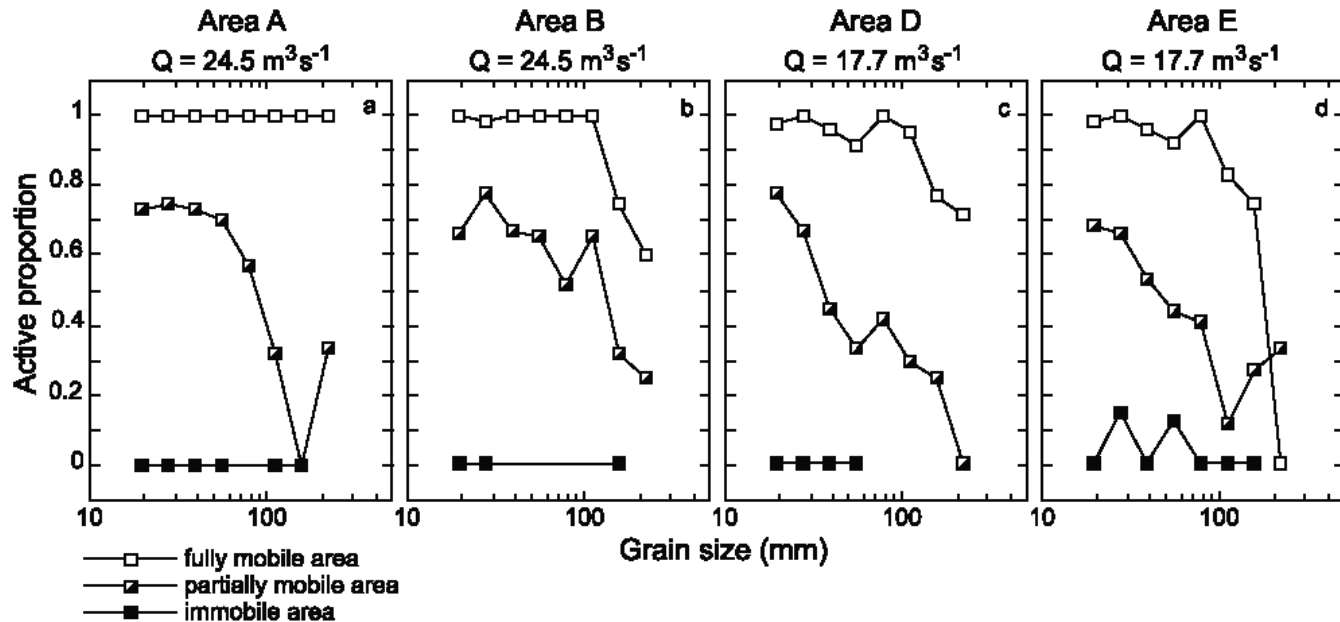 Area A Area B Area D Area E
Q = 24.5 m³s⁻¹ Q = 24.5 m³s⁻¹ Q = 17.7 m³s⁻¹ Q = 17.7 m³s⁻¹
a b c d
1
0.8
0.6
0.4
0.2
0
Active proportion
10 100 10 100 10 100 10 100
Grain size (mm)
fully mobile area
partially mobile area
immobile area